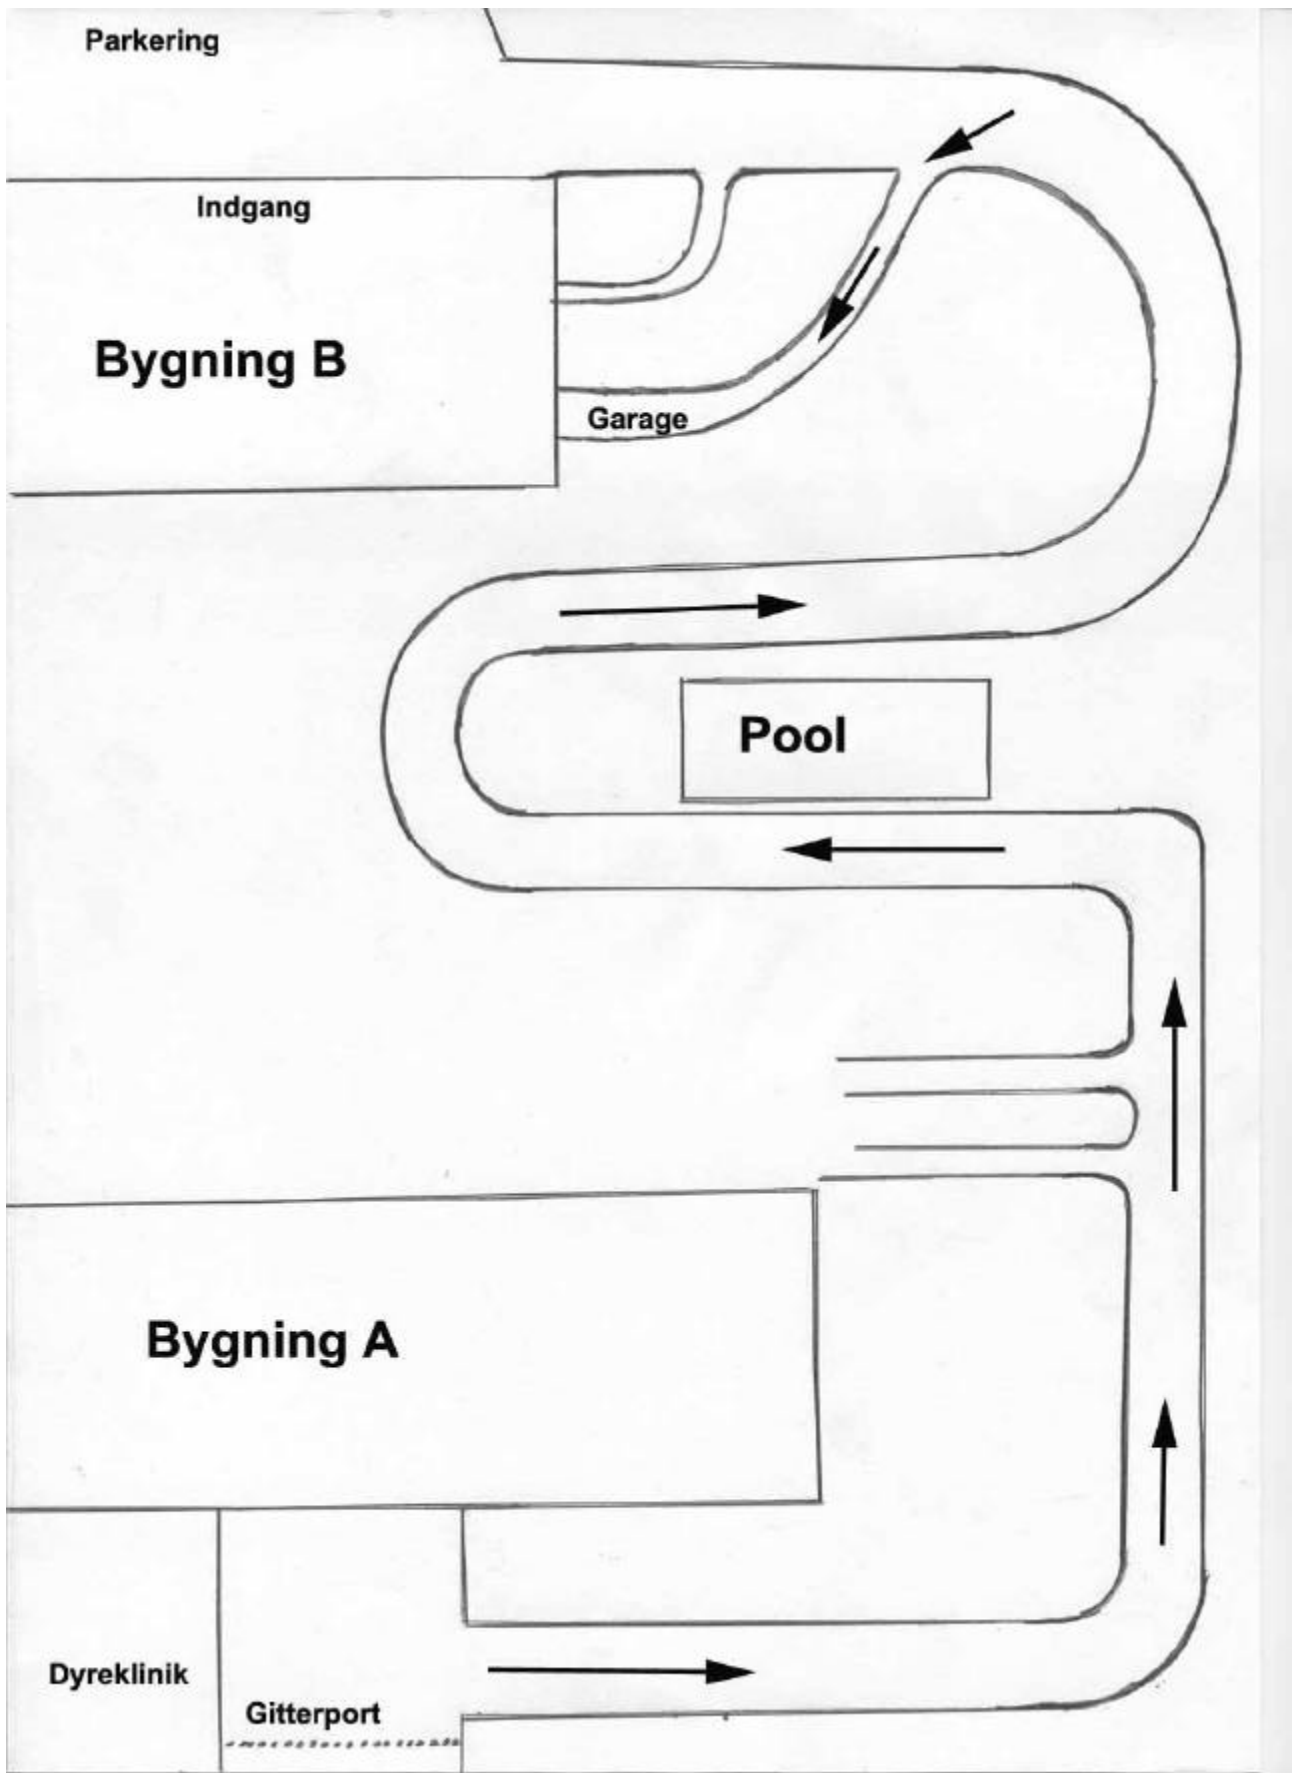 Parkering
Indgang
Bygning B
Garage
Pool
Bygning A
Dyreklinik
Gitterport